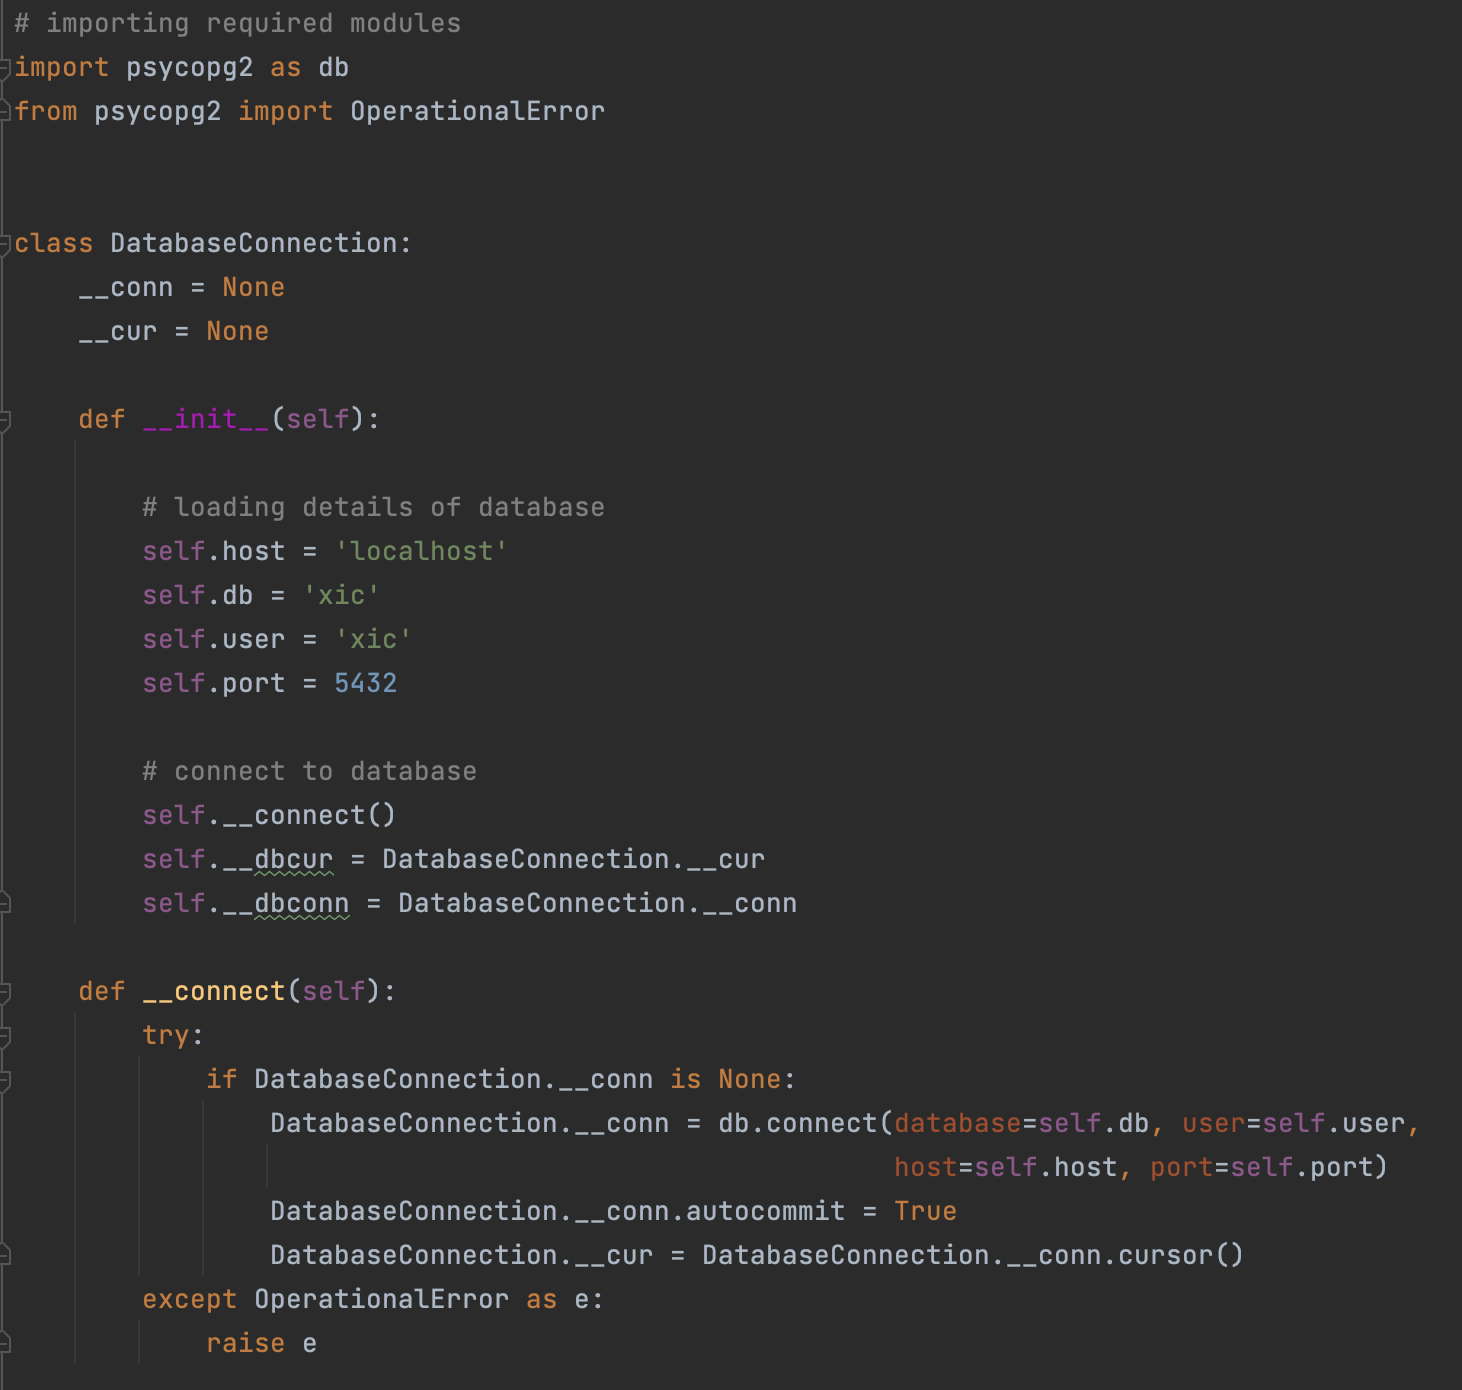 # importing required modules
import psycopg2 as db
from psycopg2 import OperationalError
class DatabaseConnection:
    __conn = None
    __cur = None
    def __init__(self):
        # loading details of database
        self.host = 'localhost'
        self.db = 'xic'
        self.user = 'xic'
        self.port = 5432
        # connect to database
        self.__connect()
        self.__dbcur = DatabaseConnection.__cur
        self.__dbconn = DatabaseConnection.__conn
    def __connect(self):
        try:
            if DatabaseConnection.__conn is None:
                DatabaseConnection.__conn = db.connect(database=self.db, user=self.user,
                                                       host=self.host, port=self.port)
                DatabaseConnection.__conn.autocommit = True
                DatabaseConnection.__cur = DatabaseConnection.__conn.cursor()
        except OperationalError as e:
            raise e